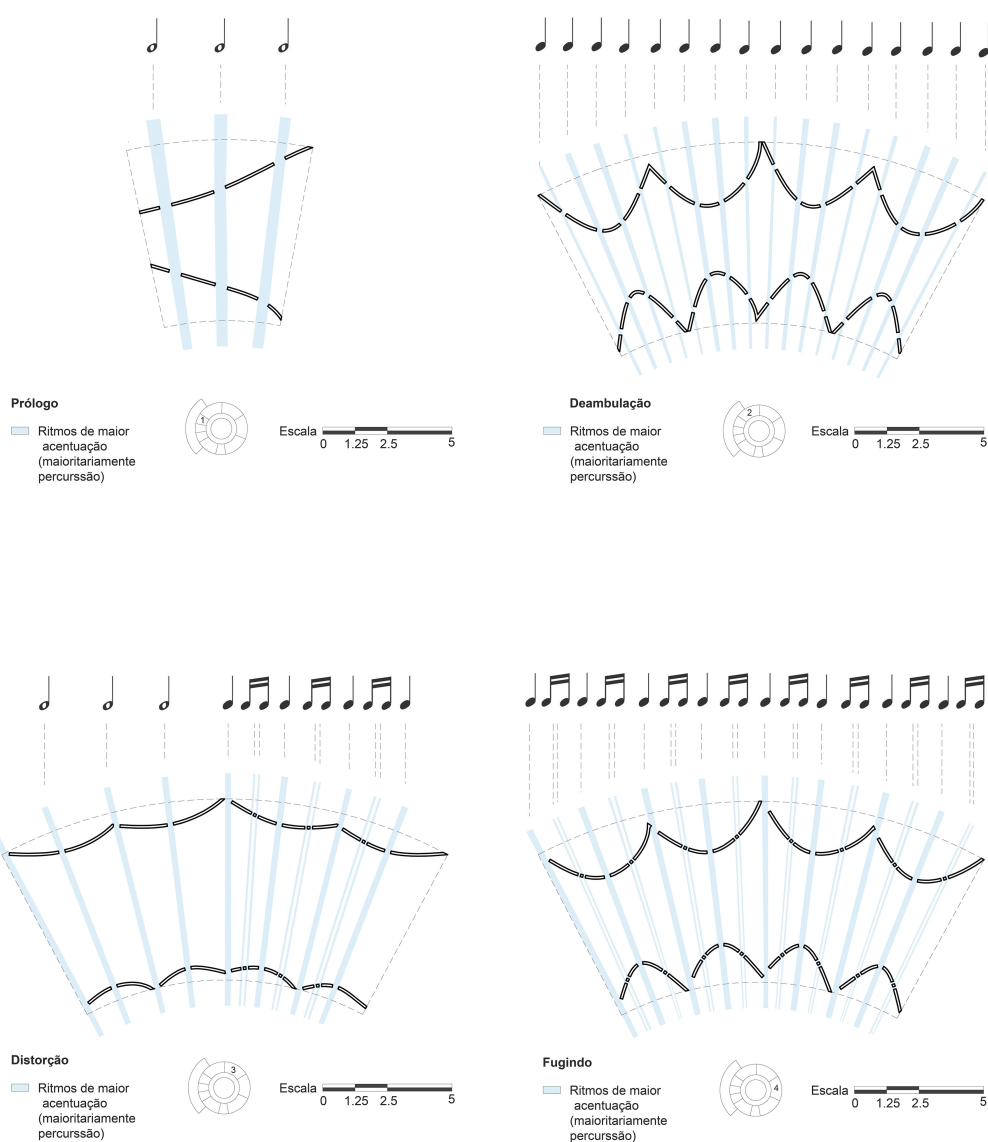 Prólogo
1
Ritmos de maior
acentuação
(maioritariamente
percurssão)
Escala
0 1.25 2.5 5
Deambulação
2
Ritmos de maior
acentuação
(maioritariamente
percurssão)
Escala
0 1.25 2.5 5
Distorção
3
Ritmos de maior
acentuação
(maioritariamente
percurssão)
Escala
0 1.25 2.5 5
Fugindo
4
Ritmos de maior
acentuação
(maioritariamente
percurssão)
Escala
0 1.25 2.5 5